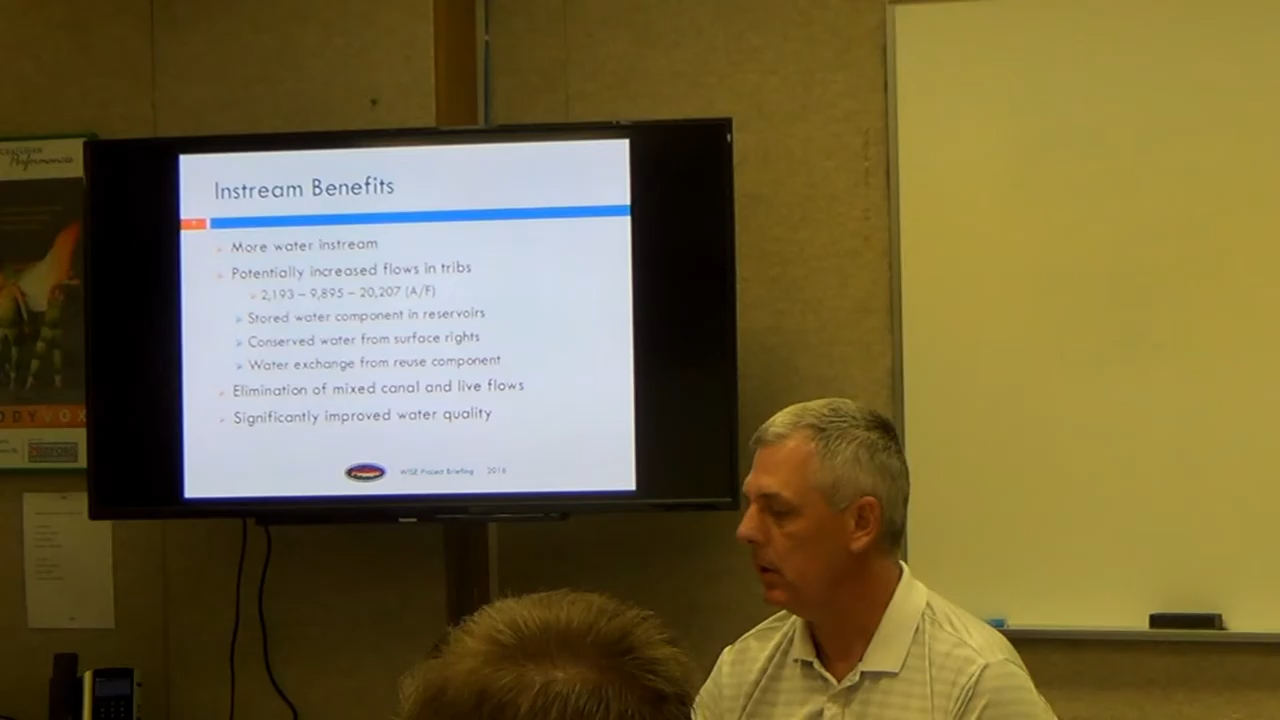 Performances
Instream Benefits
More water instream
Potentially increased flows in tribs
2,193 – 9,895 – 20,207 (A/F)
Stored water component in reservoirs
Conserved water from surface rights
Water exchange from reuse component
Elimination of mixed canal and live flows
Significantly improved water quality
WISE Project Briefing 2016